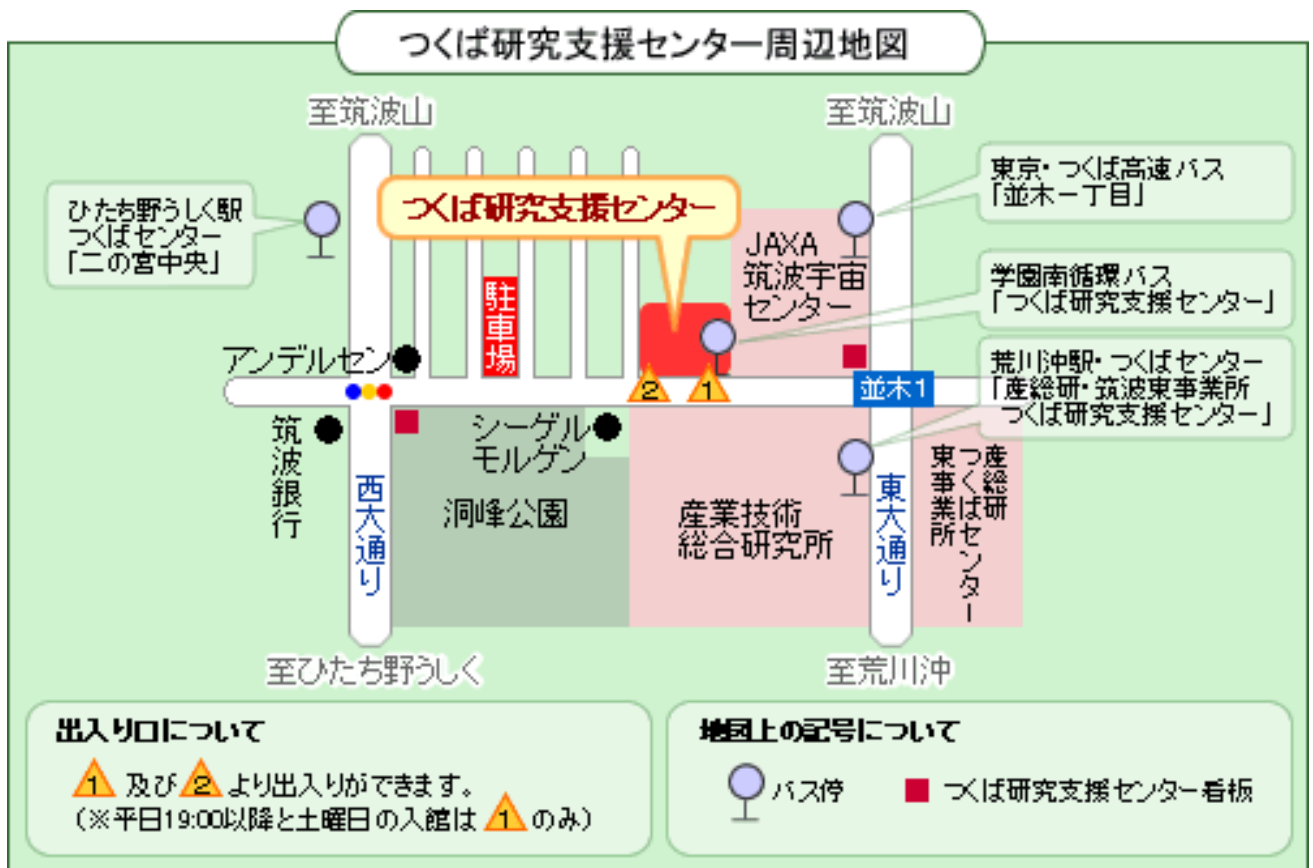 つくば研究支援センター周辺地図
至筑波山
至筑波山
ひたち野うしく駅
つくばセンター
「二の宮中央」
つくば研究支援センター
東京・つくば高速バス
「並木一丁目」
JAXA
筑波宇宙
センター
学園南循環バス
「つくば研究支援センター」
駐車場
アンデルセン
荒川沖駅・つくばセンター
「産総研・筑波東事業所
つくば研究支援センター」
2
1
並木1
筑波銀行
シーゲル
モルゲン
西大通り
洞峰公園
産業技術
総合研究所
東大通り
産総研
つくばセンター
東事業所
至ひたち野うしく
至荒川沖
出入り口について
1 及び 2 より出入りができます。
(※平日19:00以降と土曜日の入館は 1 のみ)
地図上の記号について
バス停
つくば研究支援センター看板